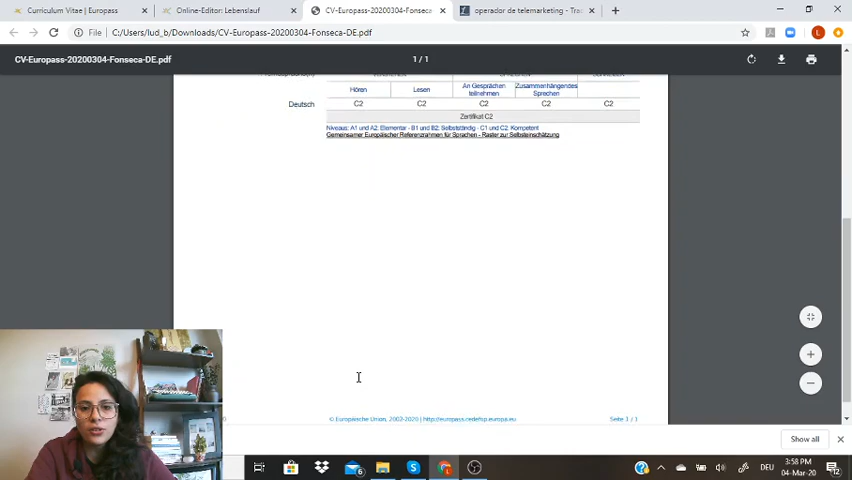 Curriculum Vitae | Europass
Online-Editor: Lebenslauf
CV-Europass-20200304-Fonseca-
operador de telemarketing - Trad
File | C:/Users/lud_b/Downloads/CV-Europass-20200304-Fonseca-DE.pdf
L
CV-Europass-20200304-Fonseca-DE.pdf
1 / 1
Hören
Lesen
An Gesprächen teilnehmen
Zusammenhängendes Sprechen
Deutsch
C2
C2
C2
C2
C2
Zertifikat C2
Niveaus: A1 und A2: Elementar - B1 und B2: Selbstständig - C1 und C2: Kompetent
Gemeinsamer Europäischer Referenzrahmen für Sprachen - Raster zur Selbsteinschätzung
© Europäische Union, 2002-2020 | http://europass.cedefop.europa.eu
Seite 1 / 1
Show all
6
DEU
3:58 PM
04-Mar-20
12